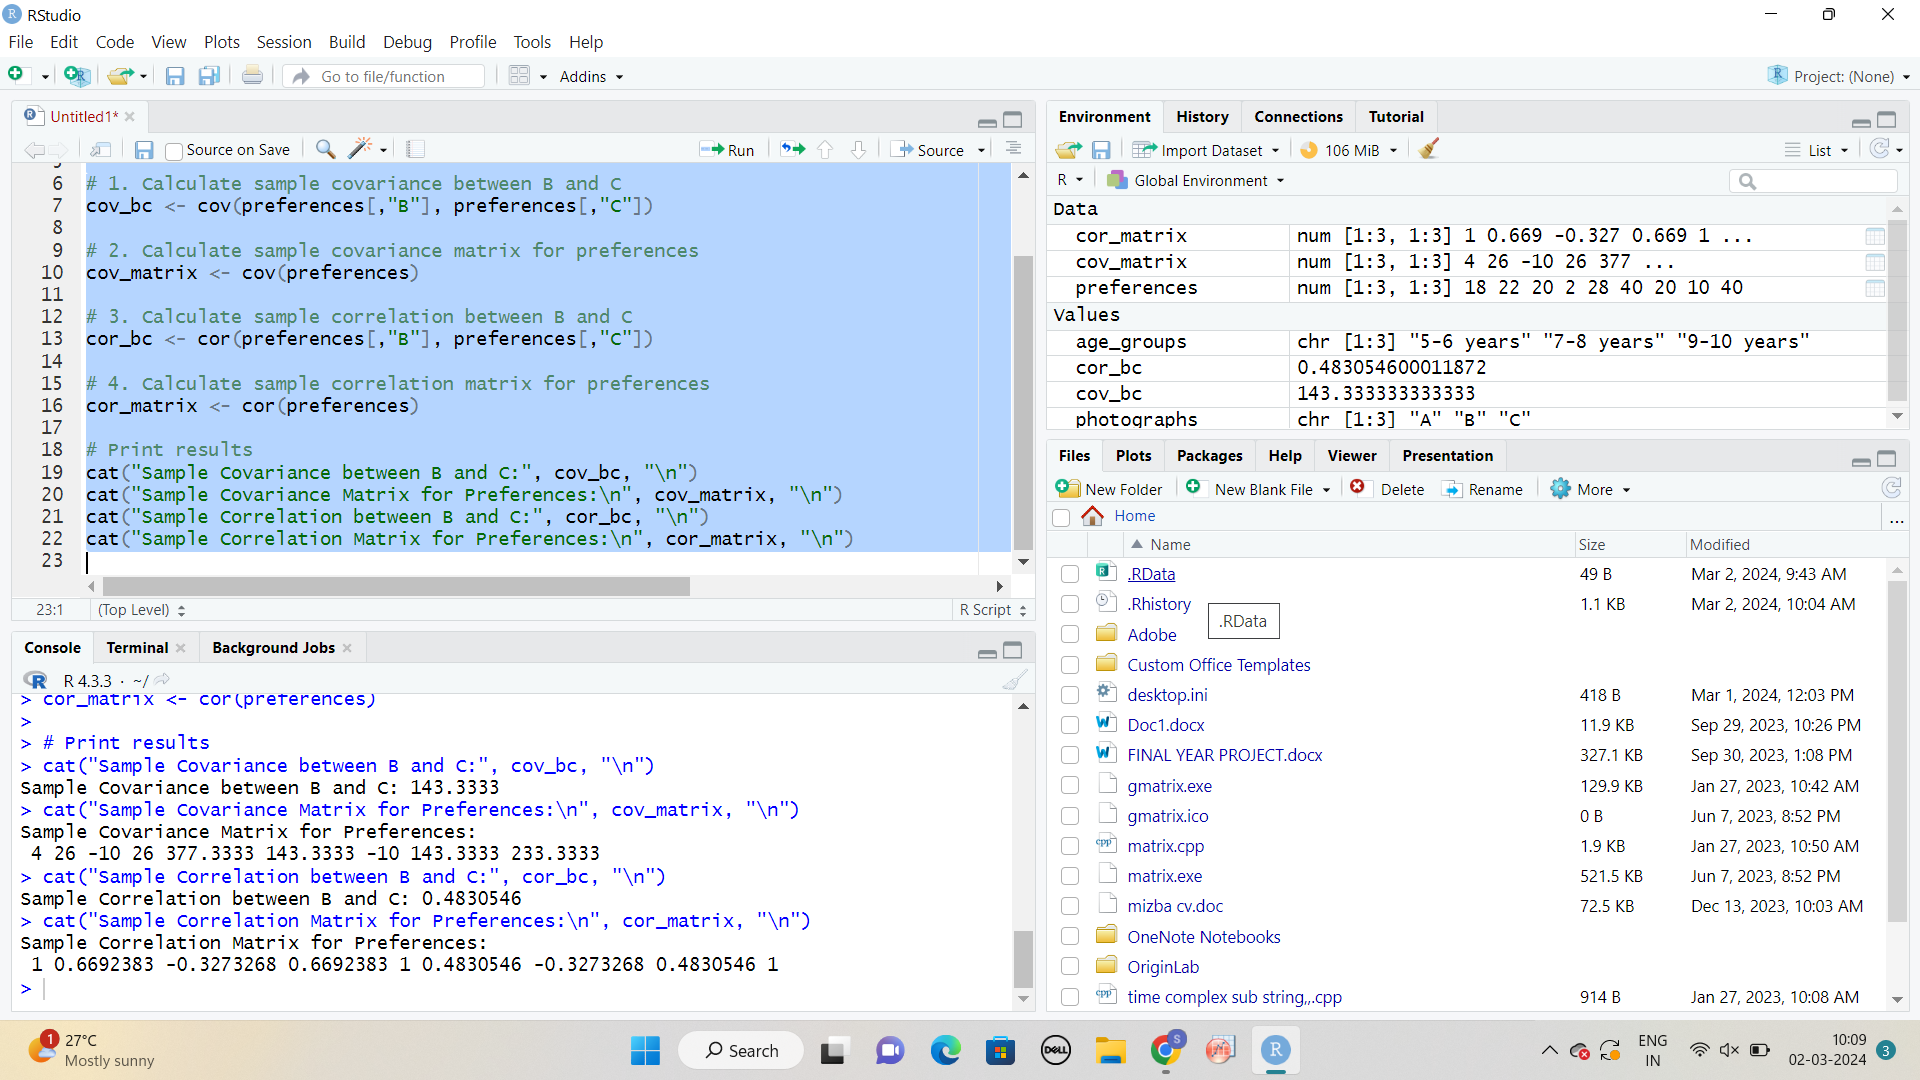 RStudio
File Edit Code View Plots Session Build Debug Profile Tools Help
Go to file/function
Addins
Project: (None)
Untitled1*
Source on Save
Run
Source
6 # 1. Calculate sample covariance between B and C
7 cov_bc <- cov(preferences[,"B"], preferences[,"C"])
8
9 # 2. Calculate sample covariance matrix for preferences
10 cov_matrix <- cov(preferences)
11
12 # 3. Calculate sample correlation between B and C
13 cor_bc <- cor(preferences[,"B"], preferences[,"C"])
14
15 # 4. Calculate sample correlation matrix for preferences
16 cor_matrix <- cor(preferences)
17
18 # Print results
19 cat("Sample Covariance between B and C:", cov_bc, "\n")
20 cat("Sample Covariance Matrix for Preferences:\n", cov_matrix, "\n")
21 cat("Sample Correlation between B and C:", cor_bc, "\n")
22 cat("Sample Correlation Matrix for Preferences:\n", cor_matrix, "\n")
23
23:1 (Top Level) R Script
Console Terminal Background Jobs
R 4.3.3 · ~/
> cor_matrix <- cor(preferences)
>
> # Print results
> cat("Sample Covariance between B and C:", cov_bc, "\n")
Sample Covariance between B and C: 143.3333
> cat("Sample Covariance Matrix for Preferences:\n", cov_matrix, "\n")
Sample Covariance Matrix for Preferences:
4 26 -10 26 377.3333 143.3333 -10 143.3333 233.3333
> cat("Sample Correlation between B and C:", cor_bc, "\n")
Sample Correlation between B and C: 0.4830546
> cat("Sample Correlation Matrix for Preferences:\n", cor_matrix, "\n")
Sample Correlation Matrix for Preferences:
1 0.6692383 -0.3273268 0.6692383 1 0.4830546 -0.3273268 0.4830546 1
>
Environment History Connections Tutorial
Import Dataset 106 MiB List
R Global Environment
Data
cor_matrix num [1:3, 1:3] 1 0.669 -0.327 0.669 1 ...
cov_matrix num [1:3, 1:3] 4 26 -10 26 377 ...
preferences num [1:3, 1:3] 18 22 20 2 28 40 20 10 40
Values
age_groups chr [1:3] "5-6 years" "7-8 years" "9-10 years"
cor_bc 0.483054600011872
cov_bc 143.333333333333
photographs chr [1:3] "A" "B" "C"
Files Plots Packages Help Viewer Presentation
New Folder New Blank File Delete Rename More
Home ...
Name Size Modified
.RData 49 B Mar 2, 2024, 9:43 AM
.Rhistory 1.1 KB Mar 2, 2024, 10:04 AM
.RData
Adobe
Custom Office Templates
desktop.ini 418 B Mar 1, 2024, 12:03 PM
Doc1.docx 11.9 KB Sep 29, 2023, 10:26 PM
FINAL YEAR PROJECT.docx 327.1 KB Sep 30, 2023, 1:08 PM
gmatrix.exe 129.9 KB Jan 27, 2023, 10:42 AM
gmatrix.ico 0 B Jun 7, 2023, 8:52 PM
matrix.cpp 1.9 KB Jan 27, 2023, 10:50 AM
matrix.exe 521.5 KB Jun 7, 2023, 8:52 PM
mizba cv.doc 72.5 KB Dec 13, 2023, 10:03 AM
OneNote Notebooks
OriginLab
time complex sub string,,.cpp 914 B Jan 27, 2023, 10:08 AM
1
27°C
Mostly sunny
Search
DELL
S
R
ENG
IN
10:09
02-03-2024
3